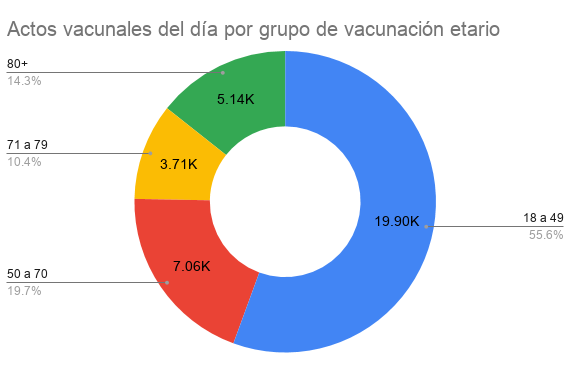 Actos vacunales del día por grupo de vacunación etario
80+
14.3%
5.14K
71 a 79
10.4%
3.71K
19.90K
18 a 49
55.6%
50 a 70
19.7%
7.06K